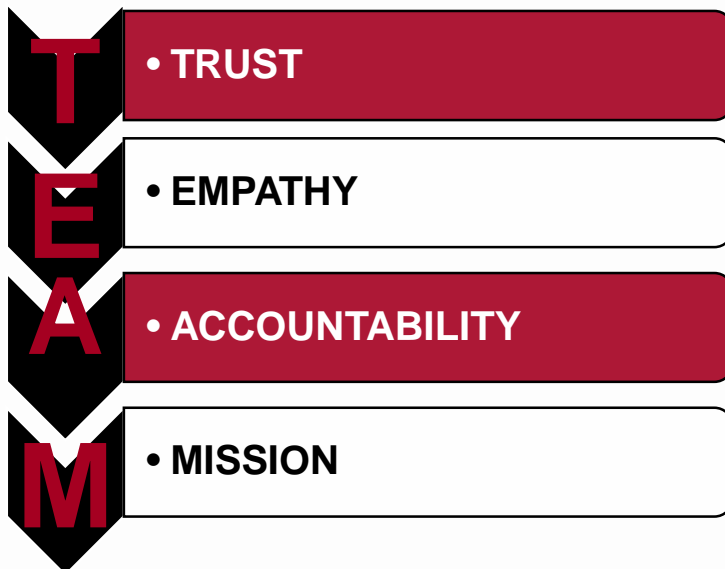 T
• TRUST
E
• EMPATHY
A
• ACCOUNTABILITY
M
• MISSION